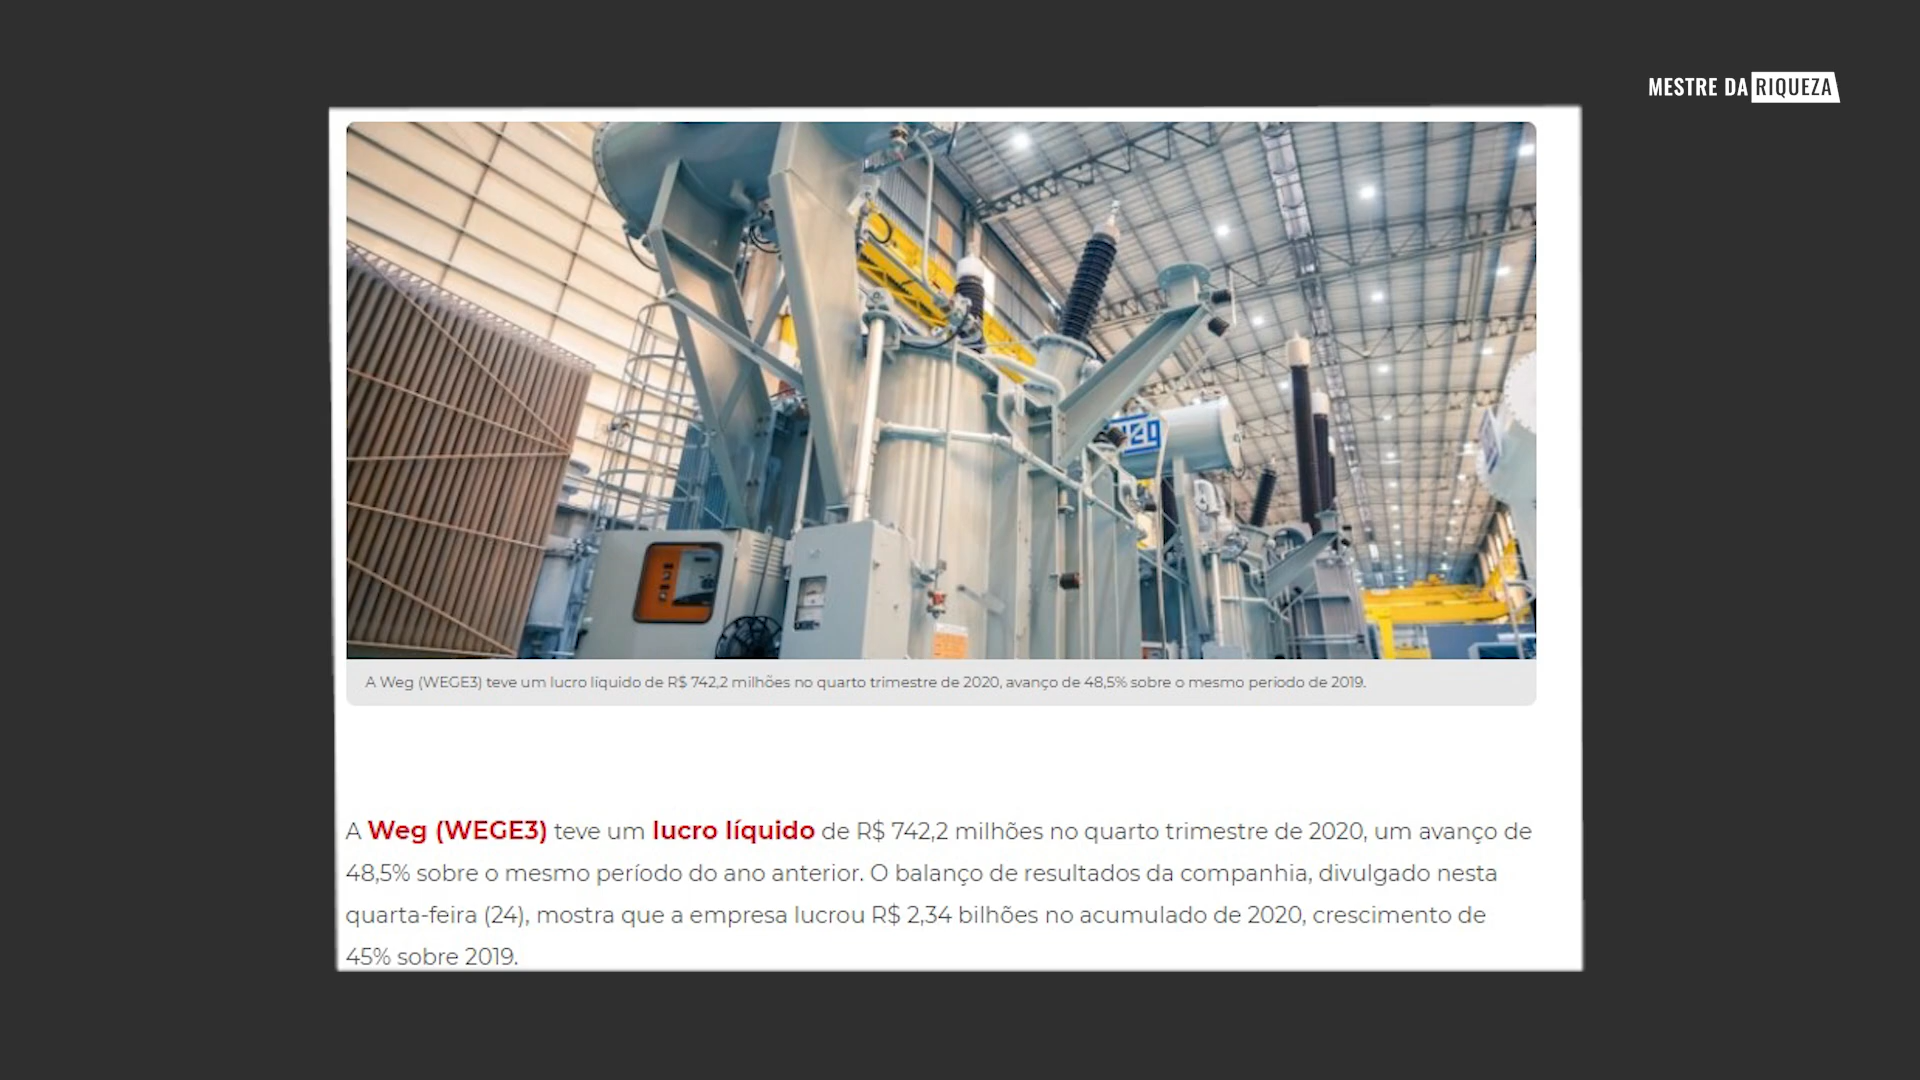 MESTRE DA RIQUEZA
A Weg (WEGE3) teve um lucro líquido de R$ 742,2 milhões no quarto trimestre de 2020, avanço de 48,5% sobre o mesmo período de 2019.
A Weg (WEGE3) teve um lucro líquido de R$ 742,2 milhões no quarto trimestre de 2020, um avanço de
48,5% sobre o mesmo período do ano anterior. O balanço de resultados da companhia, divulgado nesta
quarta-feira (24), mostra que a empresa lucrou R$ 2,34 bilhões no acumulado de 2020, crescimento de
45% sobre 2019.